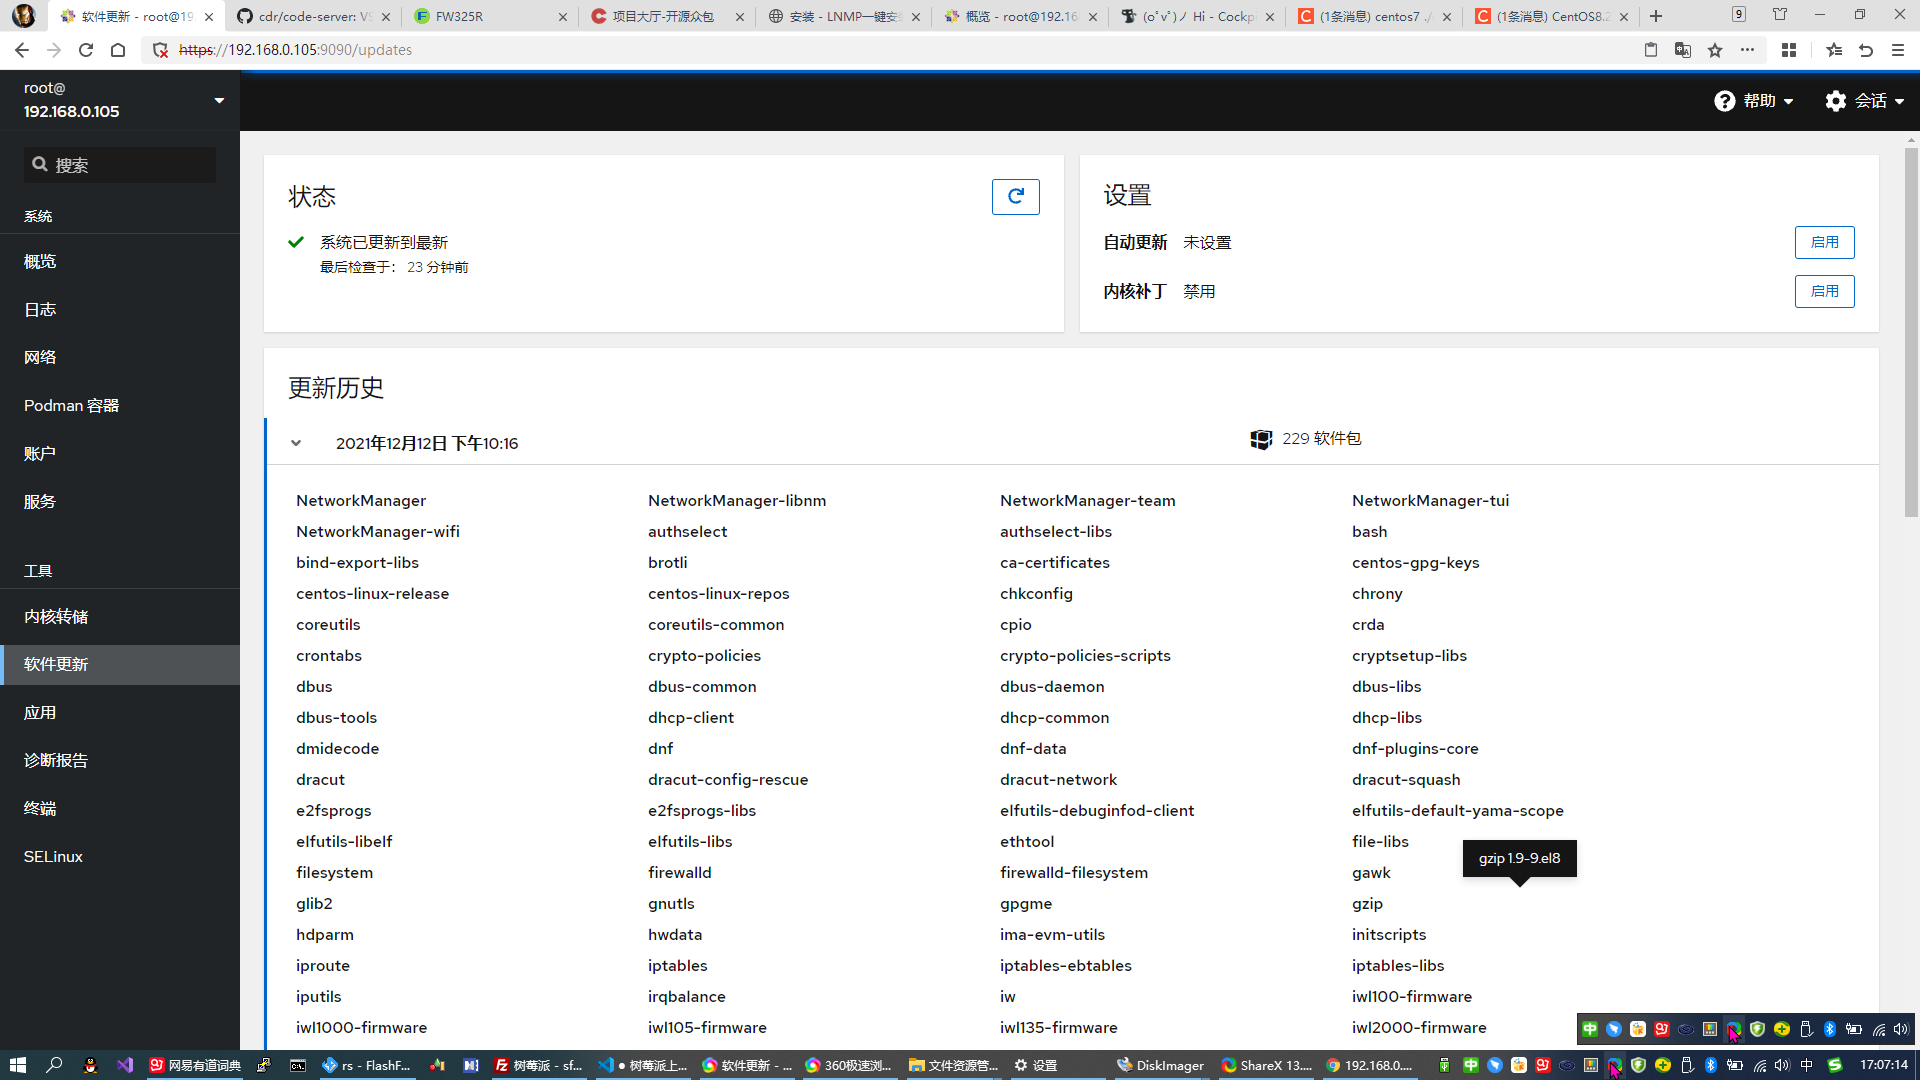 软件更新 - root@19
cdr/code-server: VS
FW325R
项目大厅-开源众包
安装 - LNMP一键安
概览 - root@192.16
(oﾟvﾟ)ノ Hi - Cockpi
(1条消息) centos7 ./
(1条消息) CentOS8.2
9
https://192.168.0.105:9090/updates
root@
192.168.0.105
帮助
会话
搜索
系统
概览
日志
网络
Podman 容器
账户
服务
工具
内核转储
软件更新
应用
诊断报告
终端
SELinux
状态
系统已更新到最新
最后检查于： 23 分钟前
设置
自动更新 未设置 启用
内核补丁 禁用 启用
更新历史
2021年12月12日 下午10:16 229 软件包
NetworkManager NetworkManager-libnm NetworkManager-team NetworkManager-tui
NetworkManager-wifi authselect authselect-libs bash
bind-export-libs brotli ca-certificates centos-gpg-keys
centos-linux-release centos-linux-repos chkconfig chrony
coreutils coreutils-common cpio crda
crontabs crypto-policies crypto-policies-scripts cryptsetup-libs
dbus dbus-common dbus-daemon dbus-libs
dbus-tools dhcp-client dhcp-common dhcp-libs
dmidecode dnf dnf-data dnf-plugins-core
dracut dracut-config-rescue dracut-network dracut-squash
e2fsprogs e2fsprogs-libs elfutils-debuginfod-client elfutils-default-yama-scope
elfutils-libelf elfutils-libs ethtool file-libs
gzip 1.9-9.el8
filesystem firewalld firewalld-filesystem gawk
glib2 gnutls gpgme gzip
hdparm hwdata ima-evm-utils initscripts
iproute iptables iptables-ebtables iptables-libs
iputils irqbalance iw iwl100-firmware
iwl1000-firmware iwl105-firmware iwl135-firmware iwl2000-firmware
网易有道词典
rs - FlashF...
树莓派 - sf...
● 树莓派上...
软件更新 - ...
360极速浏...
文件资源管...
设置
DiskImager
ShareX 13....
192.168.0....
中
17:07:14